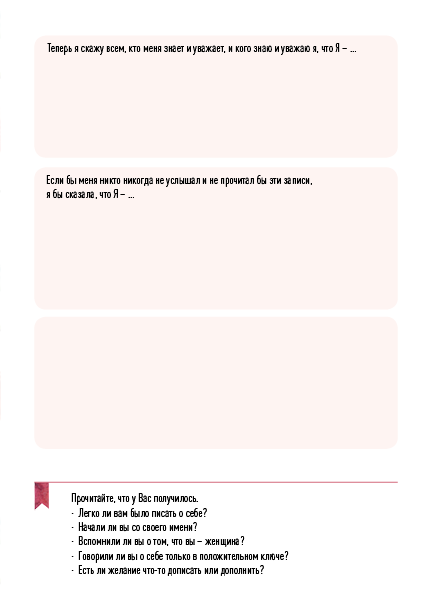 Теперь я скажу всем, кто меня знает и уважает, и кого знаю и уважаю я, что Я – ...
Если бы меня никто никогда не услышал и не прочитал бы эти записи,
я бы сказала, что Я – ...
Прочитайте, что у Вас получилось.
- Легко ли вам было писать о себе?
- Начали ли вы со своего имени?
- Вспомнили ли вы о том, что вы – женщина?
- Говорили ли вы о себе только в положительном ключе?
- Есть ли желание что-то дописать или дополнить?